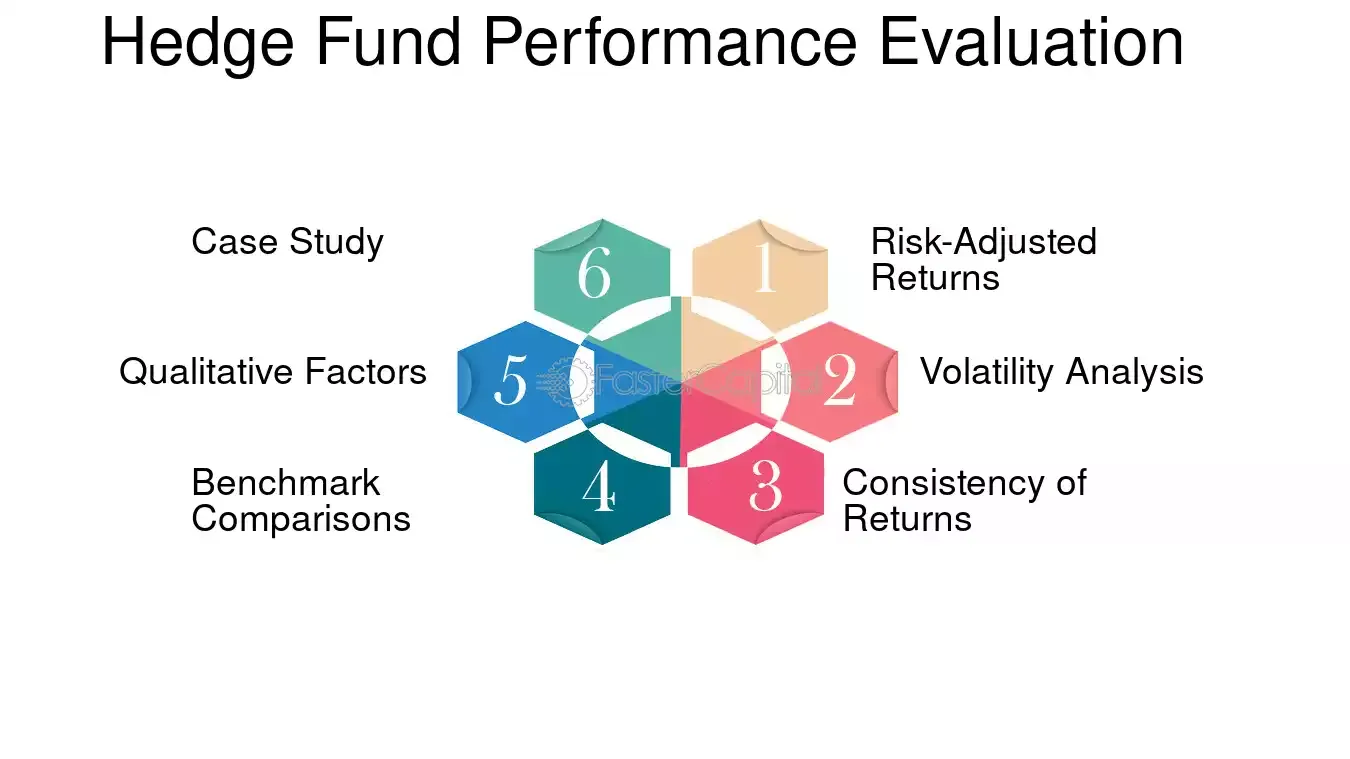 Hedge Fund Performance Evaluation
6
Case Study
1
Risk-Adjusted
Returns
5
Qualitative Factors
FasterCapital
2
Volatility Analysis
4
Benchmark
Comparisons
3
Consistency of
Returns